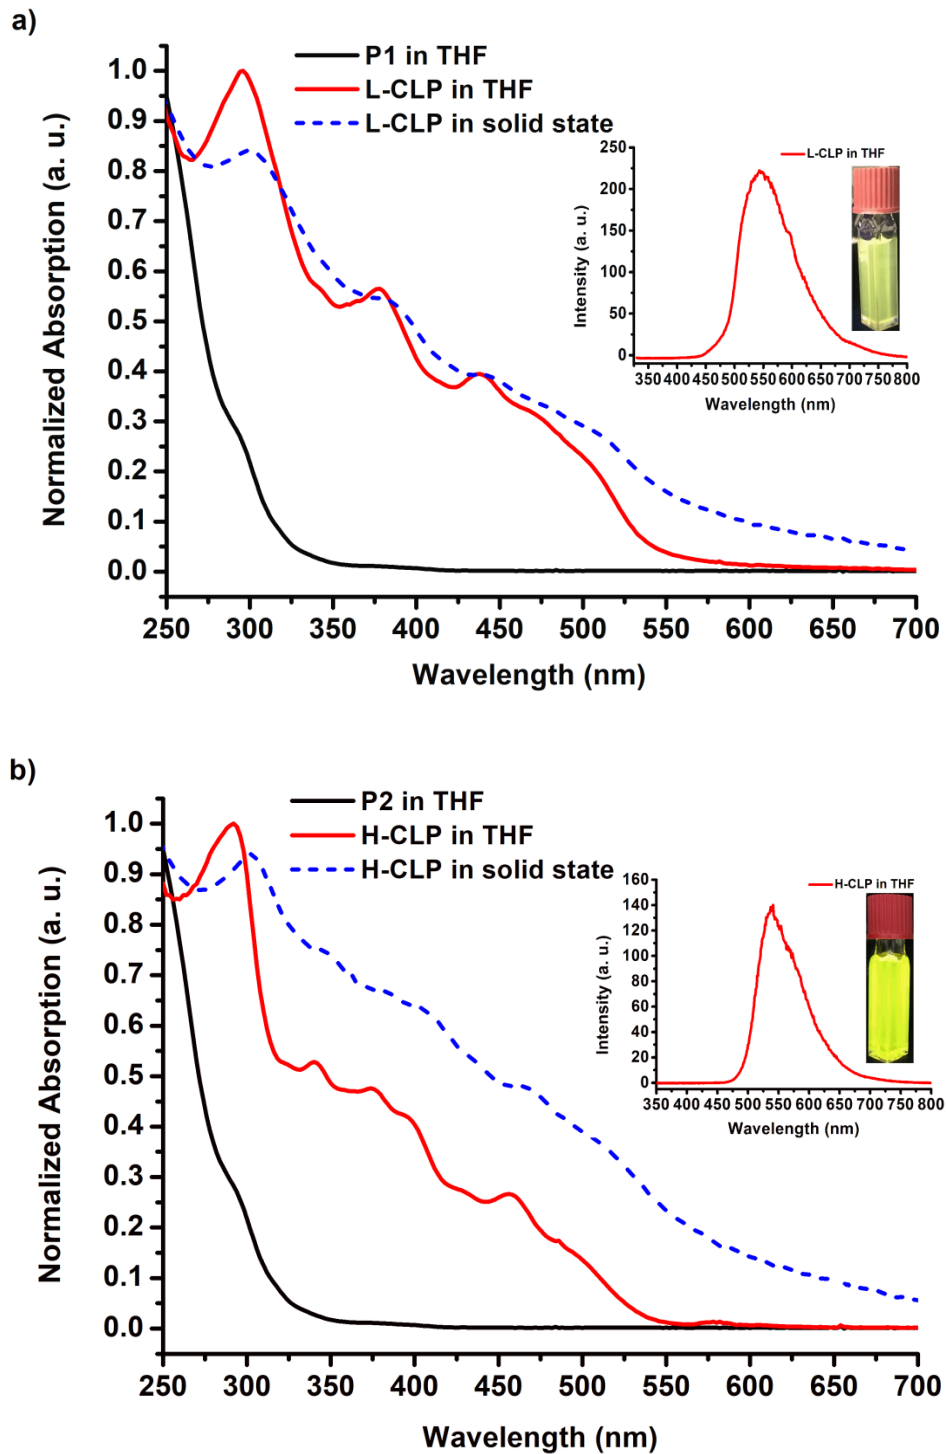 a)
P1 in THF
L-CLP in THF
L-CLP in solid state
Normalized Absorption (a. u.)
1.0
0.9
0.8
0.7
0.6
0.5
0.4
0.3
0.2
0.1
0.0
250 300 350 400 450 500 550 600 650 700
Wavelength (nm)
L-CLP in THF
Intensity (a. u.)
250
200
150
100
50
0
350 400 450 500 550 600 650 700 750 800
Wavelength (nm)
b)
P2 in THF
H-CLP in THF
H-CLP in solid state
Normalized Absorption (a. u.)
1.0
0.9
0.8
0.7
0.6
0.5
0.4
0.3
0.2
0.1
0.0
250 300 350 400 450 500 550 600 650 700
Wavelength (nm)
H-CLP in THF
Intensity (a. u.)
160
140
120
100
80
60
40
20
0
350 400 450 500 550 600 650 700 750 800
Wavelength (nm)